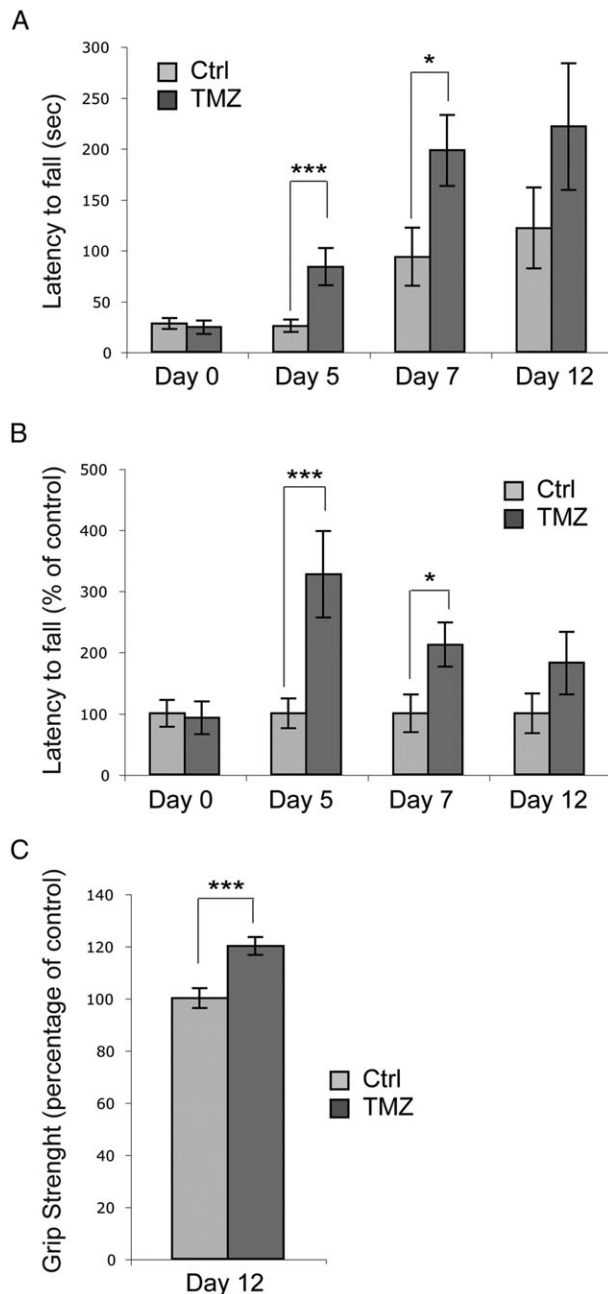 A
Latency to fall (sec)
300
250
200
150
100
50
0
Ctrl
TMZ
***
*
Day 0 Day 5 Day 7 Day 12
B
Latency to fall (% of control)
500
400
300
200
100
0
***
*
Ctrl
TMZ
Day 0 Day 5 Day 7 Day 12
C
Grip Strenght (percentage of control)
140
120
100
80
60
40
20
0
***
Ctrl
TMZ
Day 12